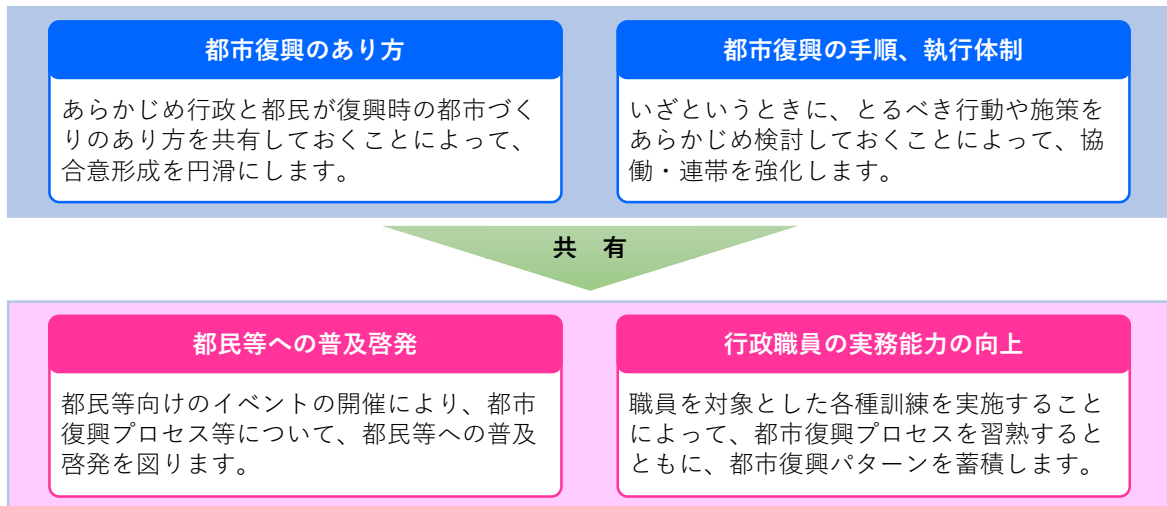 都市復興のあり方
あらかじめ行政と都民が復興時の都市づく
りのあり方を共有しておくことによって、
合意形成を円滑にします。
都市復興の手順、執行体制
いざというときに、とるべき行動や施策を
あらかじめ検討しておくことによって、協
働・連帯を強化します。
共 有
都民等への普及啓発
都民等向けのイベントの開催により、都市
復興プロセス等について、都民等への普及
啓発を図ります。
行政職員の実務能力の向上
職員を対象とした各種訓練を実施すること
によって、都市復興プロセスを習熟すると
ともに、都市復興パターンを蓄積します。